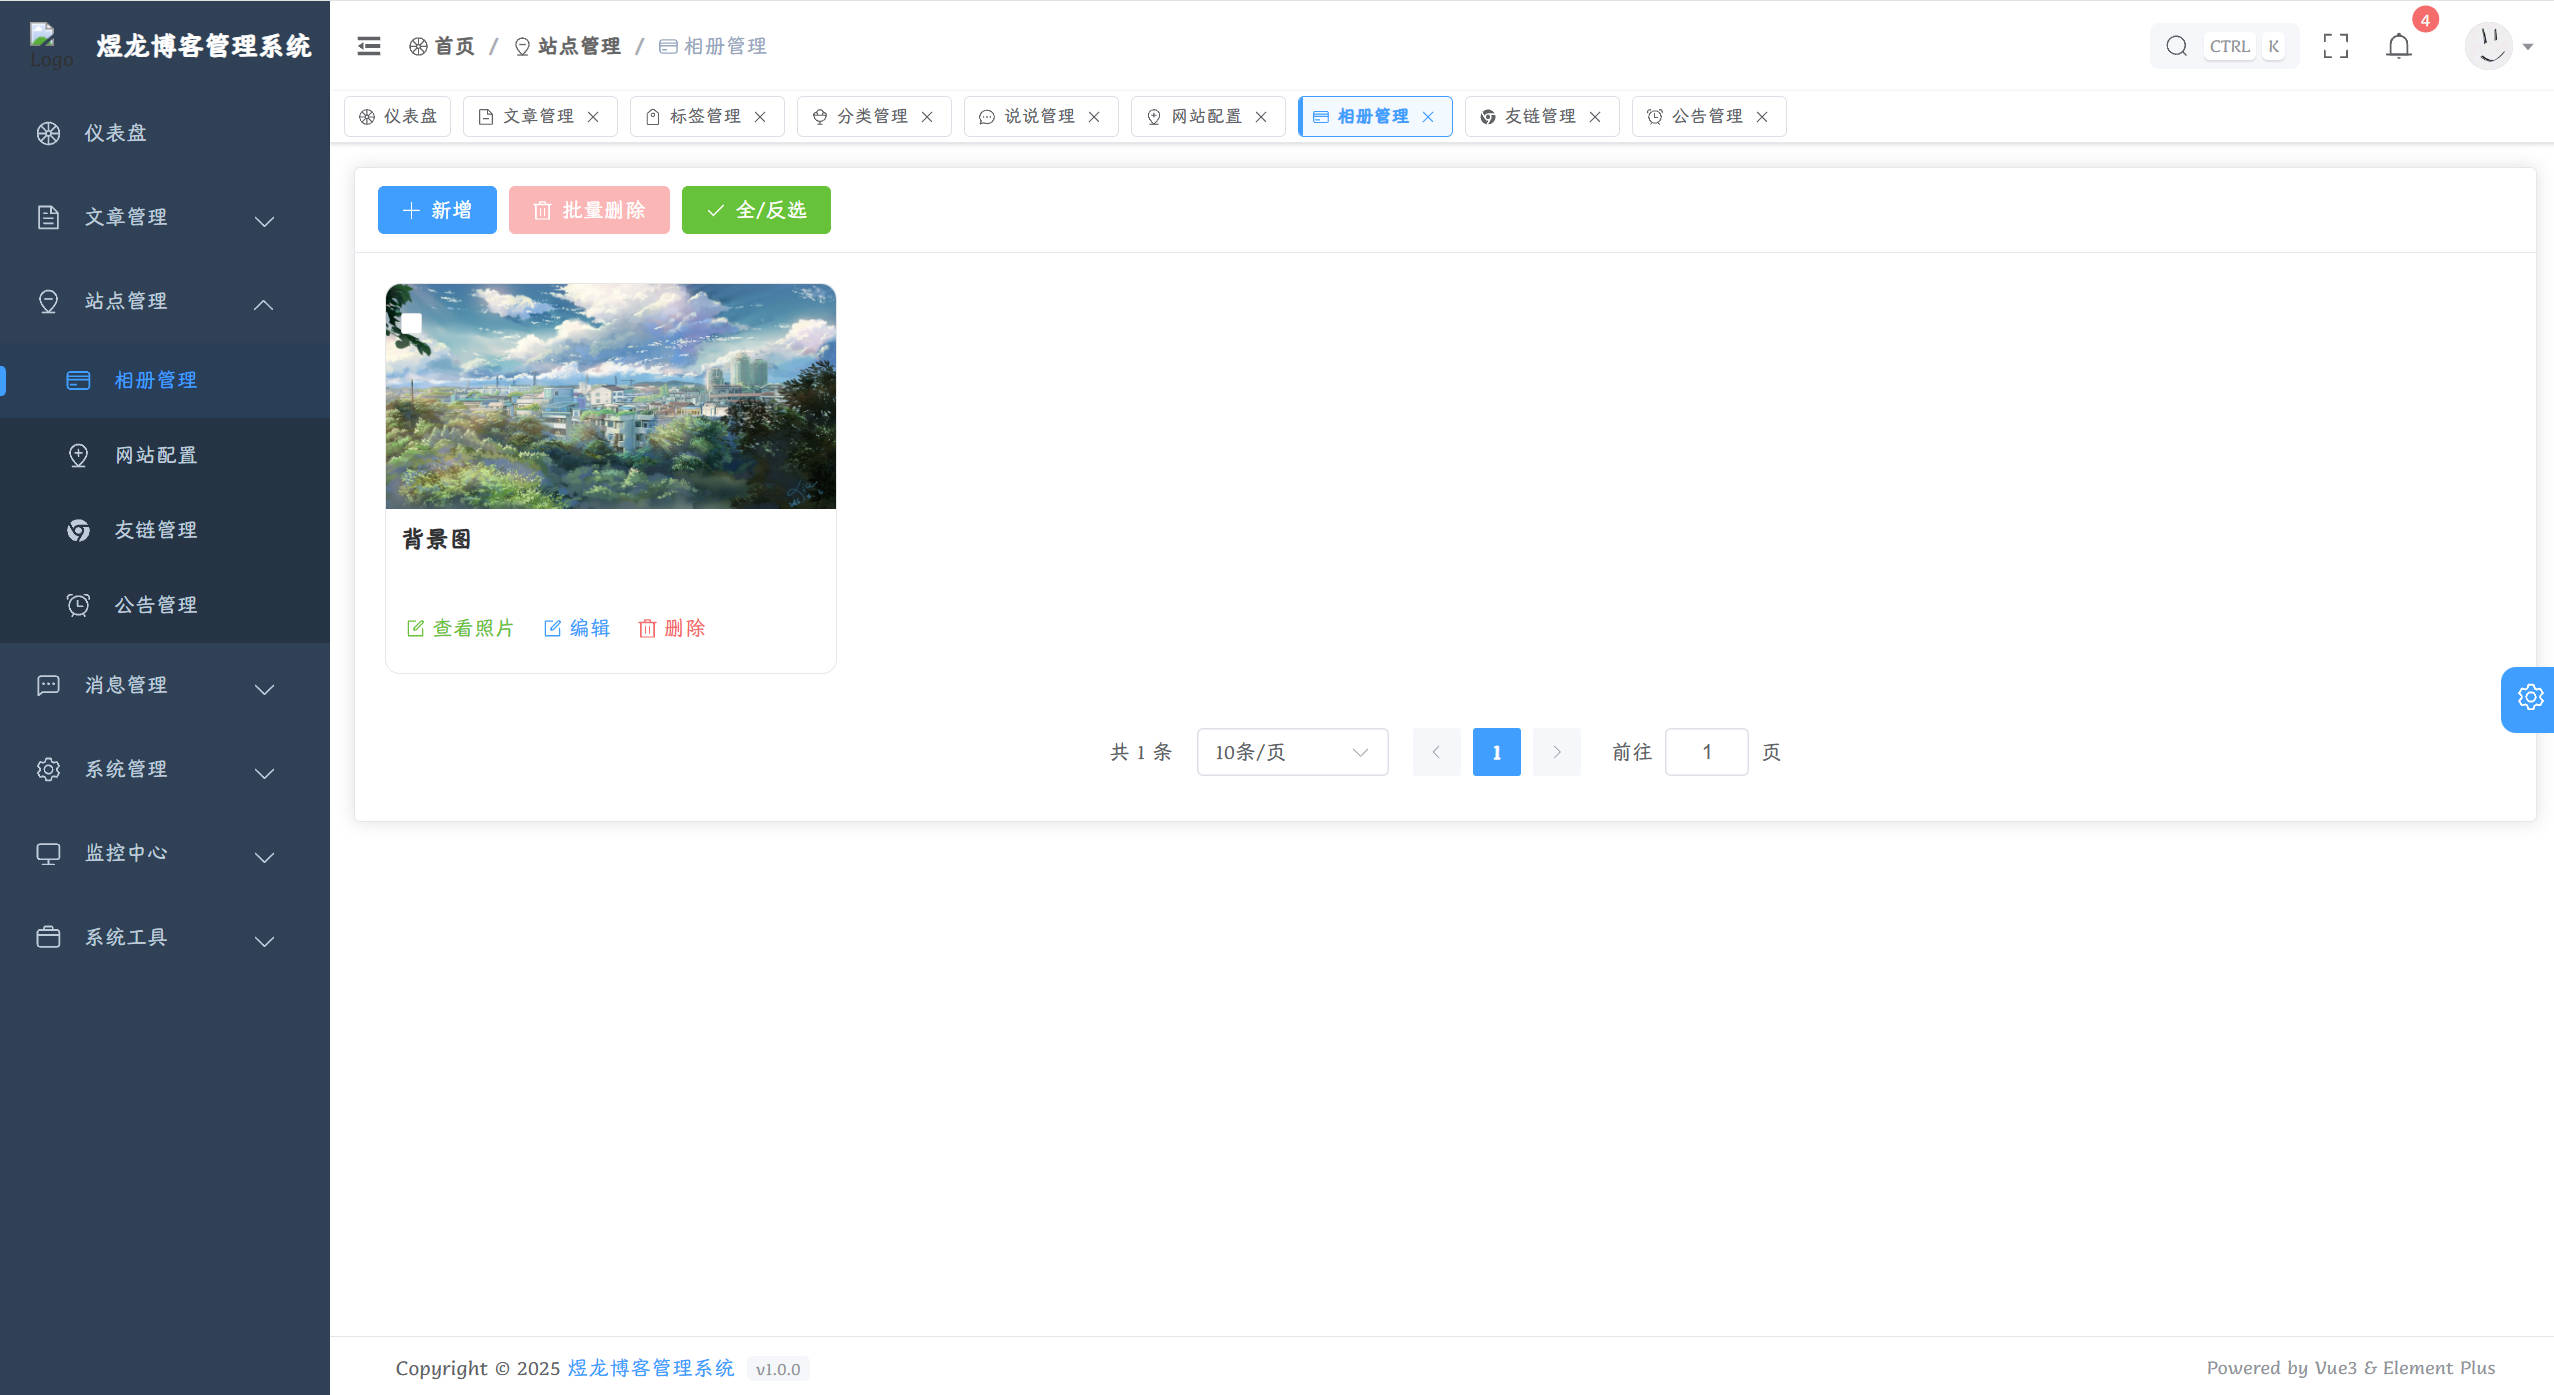 Logo
煜龙博客管理系统
仪表盘
文章管理
站点管理
相册管理
网站配置
友链管理
公告管理
消息管理
系统管理
监控中心
系统工具
首页 / 站点管理 / 相册管理
CTRL K
4
仪表盘 文章管理 标签管理 分类管理 说说管理 网站配置 相册管理 友链管理 公告管理
新增 批量删除 全/反选
背景图
查看照片 编辑 删除
共 1 条 10条/页 1 前往 1 页
Copyright © 2025 煜龙博客管理系统 v1.0.0
Powered by Vue3 & Element Plus